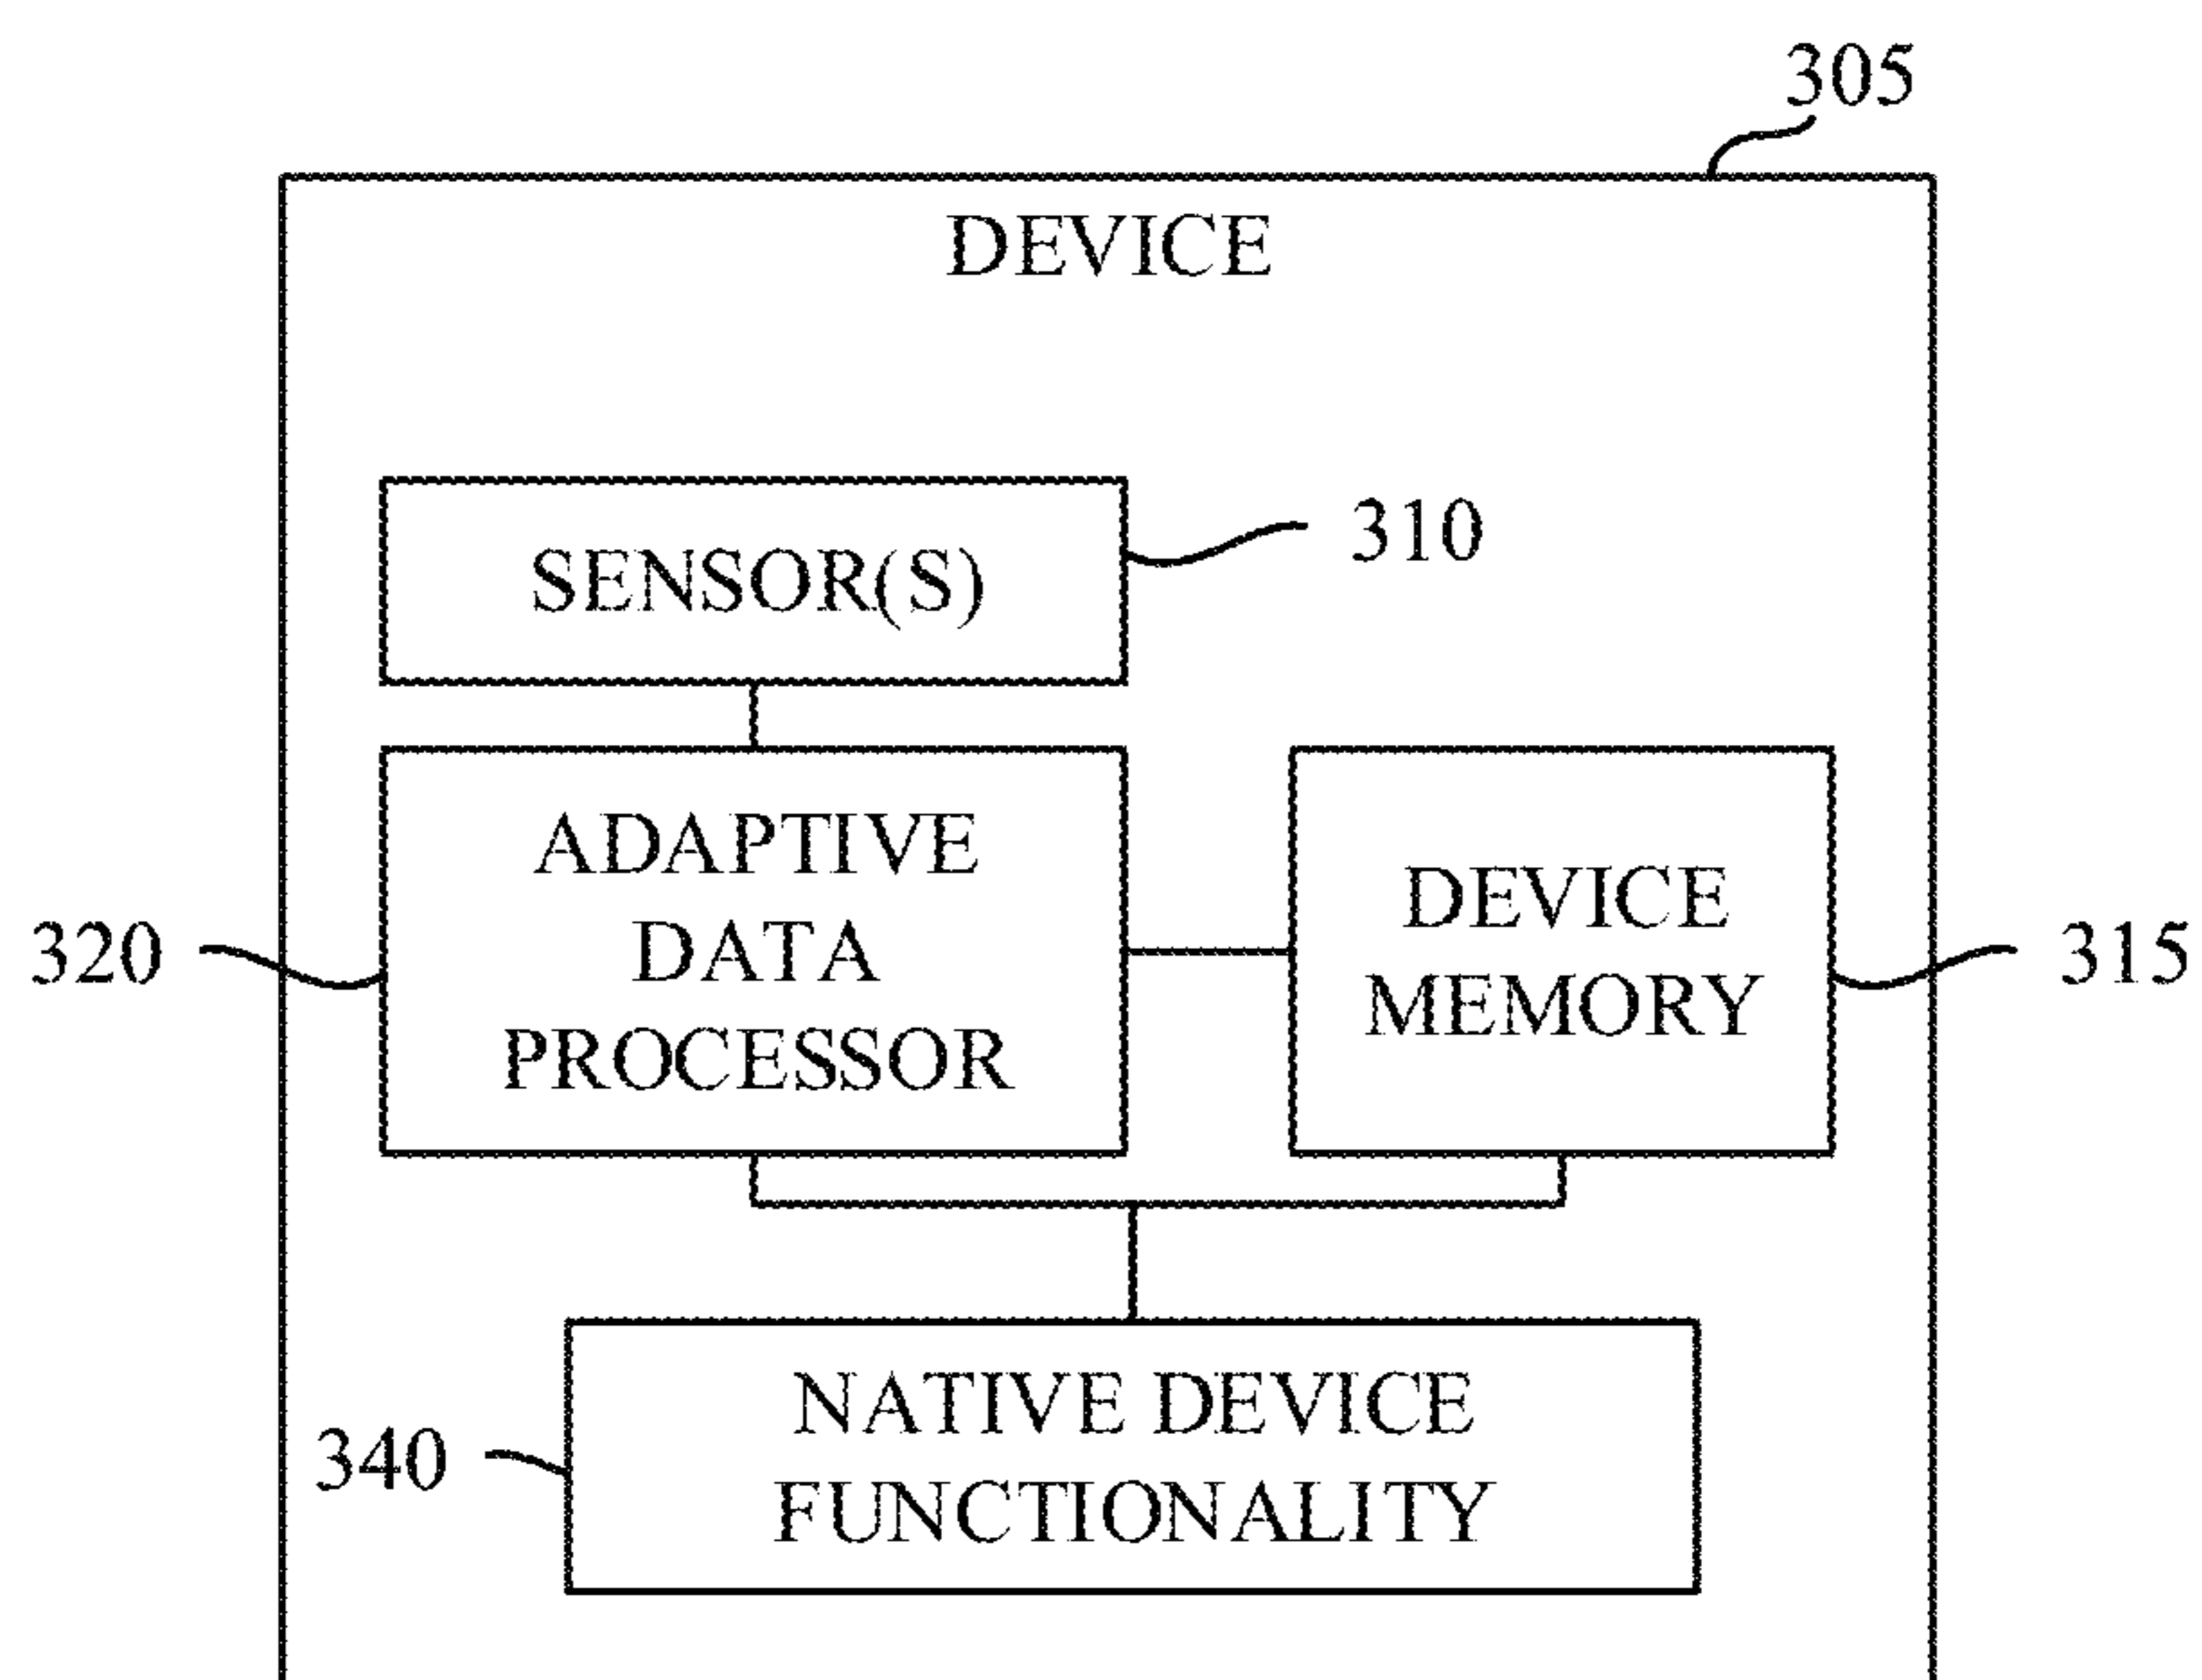 305
DEVICE
SENSOR(S)
310
ADAPTIVE
DATA
PROCESSOR
320
DEVICE
MEMORY
315
NATIVE DEVICE
FUNCTIONALITY
340